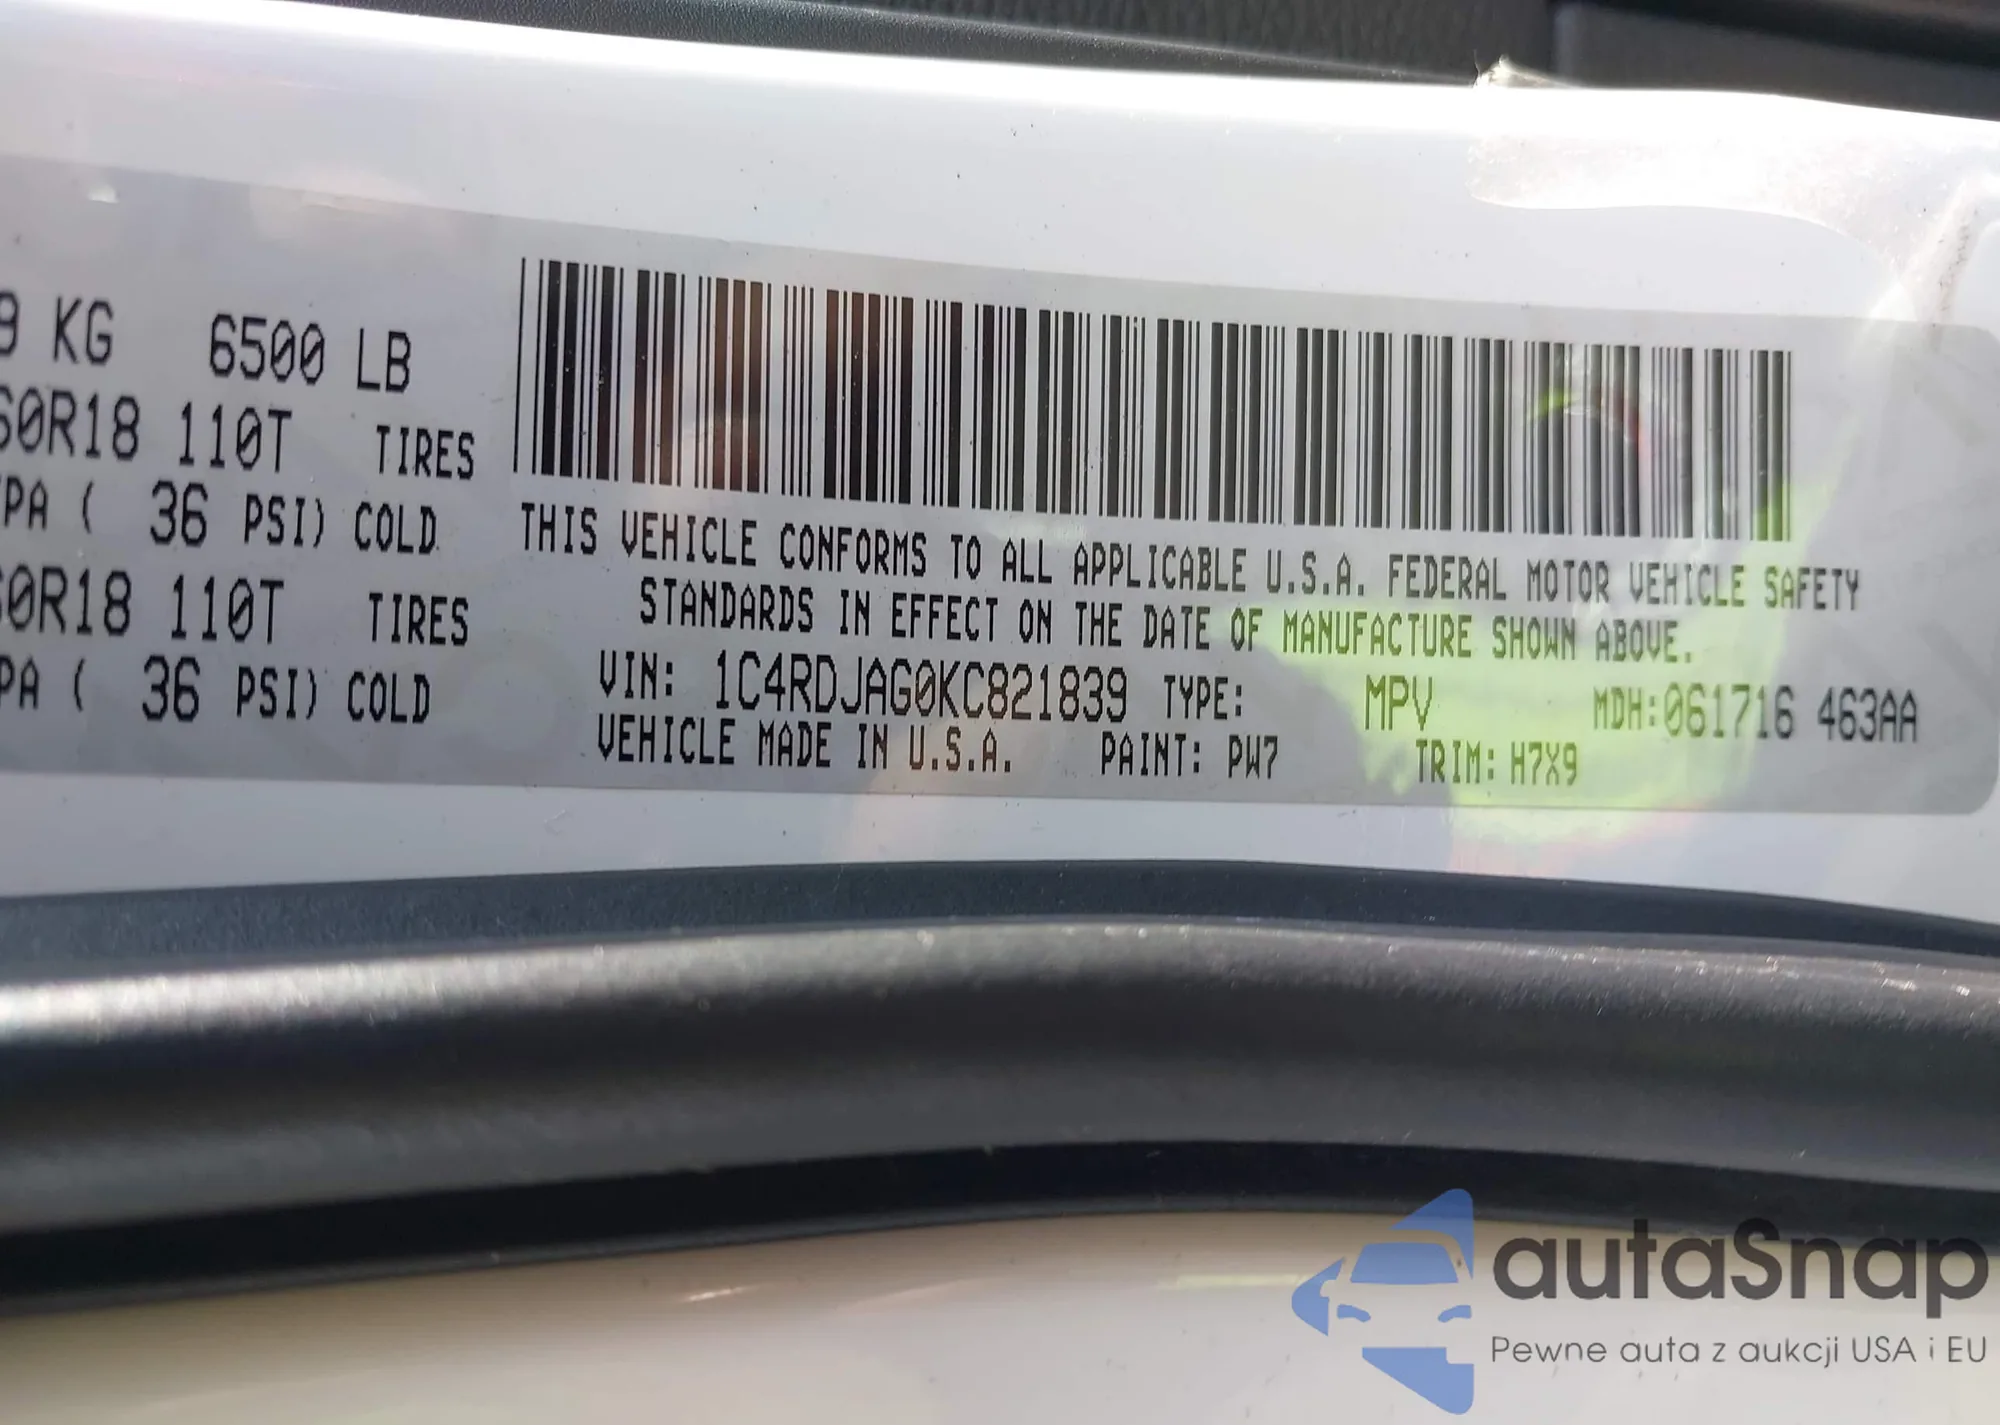 9 KG 6500 LB
60R18 110T TIRES
PA ( 36 PSI) COLD
60R18 110T TIRES
PA ( 36 PSI) COLD
THIS VEHICLE CONFORMS TO ALL APPLICABLE U.S.A. FEDERAL MOTOR VEHICLE SAFETY
STANDARDS IN EFFECT ON THE DATE OF MANUFACTURE SHOWN ABOVE.
VIN: 1C4RDJAG0KC821839 TYPE: MPV MDH:061716 463AA
VEHICLE MADE IN U.S.A. PAINT: PW7 TRIM: H7X9
autaSnap
Pewne auta z aukcji USA i EU